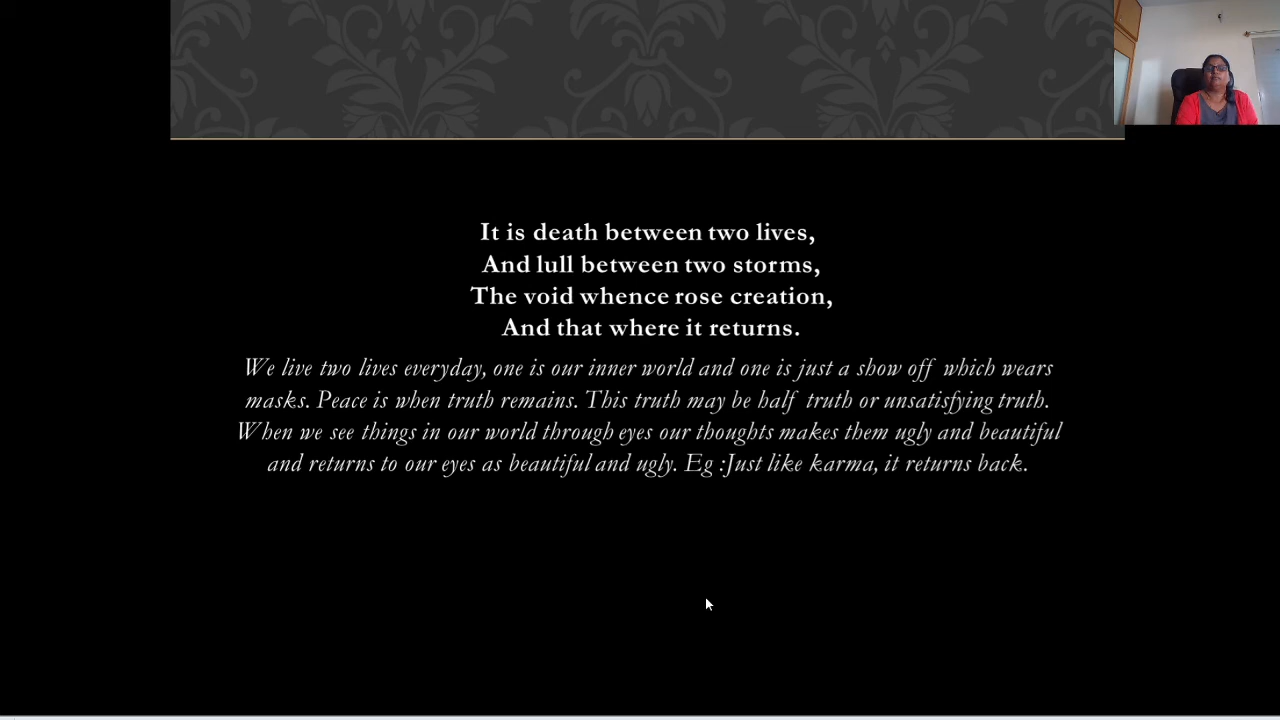 It is death between two lives,
And lull between two storms,
The void whence rose creation,
And that where it returns.
We live two lives everyday, one is our inner world and one is just a show off which wears
masks. Peace is when truth remains. This truth may be half truth or unsatisfying truth.
When we see things in our world through eyes our thoughts makes them ugly and beautiful
and returns to our eyes as beautiful and ugly. Eg :Just like karma, it returns back.